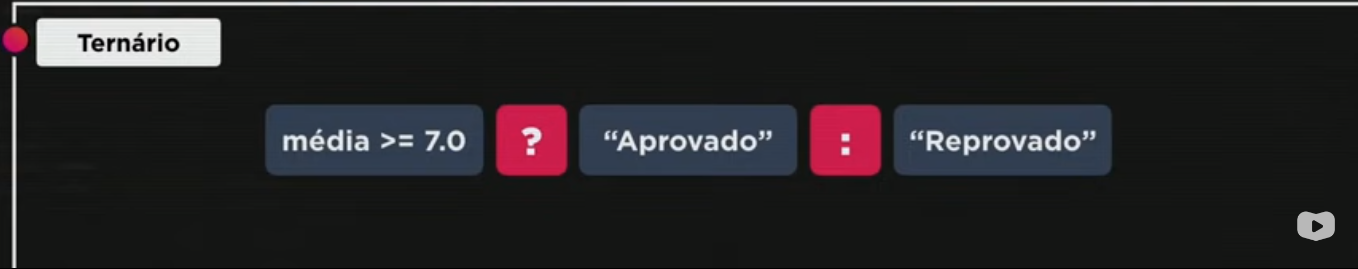 Ternário
média >= 7.0 ? “Aprovado” : “Reprovado”